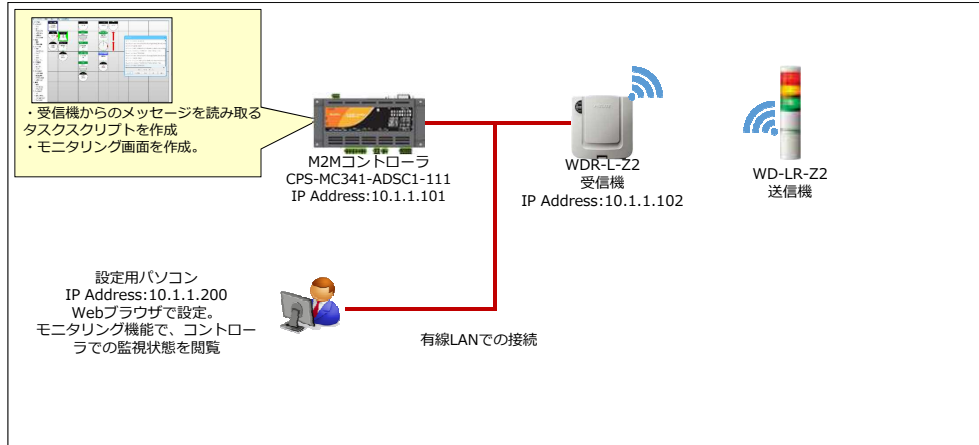 ・受信機からのメッセージを読み取る
タスクスクリプトを作成
・モニタリング画面を作成。
M2Mコントローラ
CPS-MC341-ADSC1-111
IP Address:10.1.1.101
WDR-L-Z2
受信機
IP Address:10.1.1.102
WD-LR-Z2
送信機
設定用パソコン
IP Address:10.1.1.200
Webブラウザで設定。
モニタリング機能で、コントロー
ラでの監視状態を閲覧
有線LANでの接続